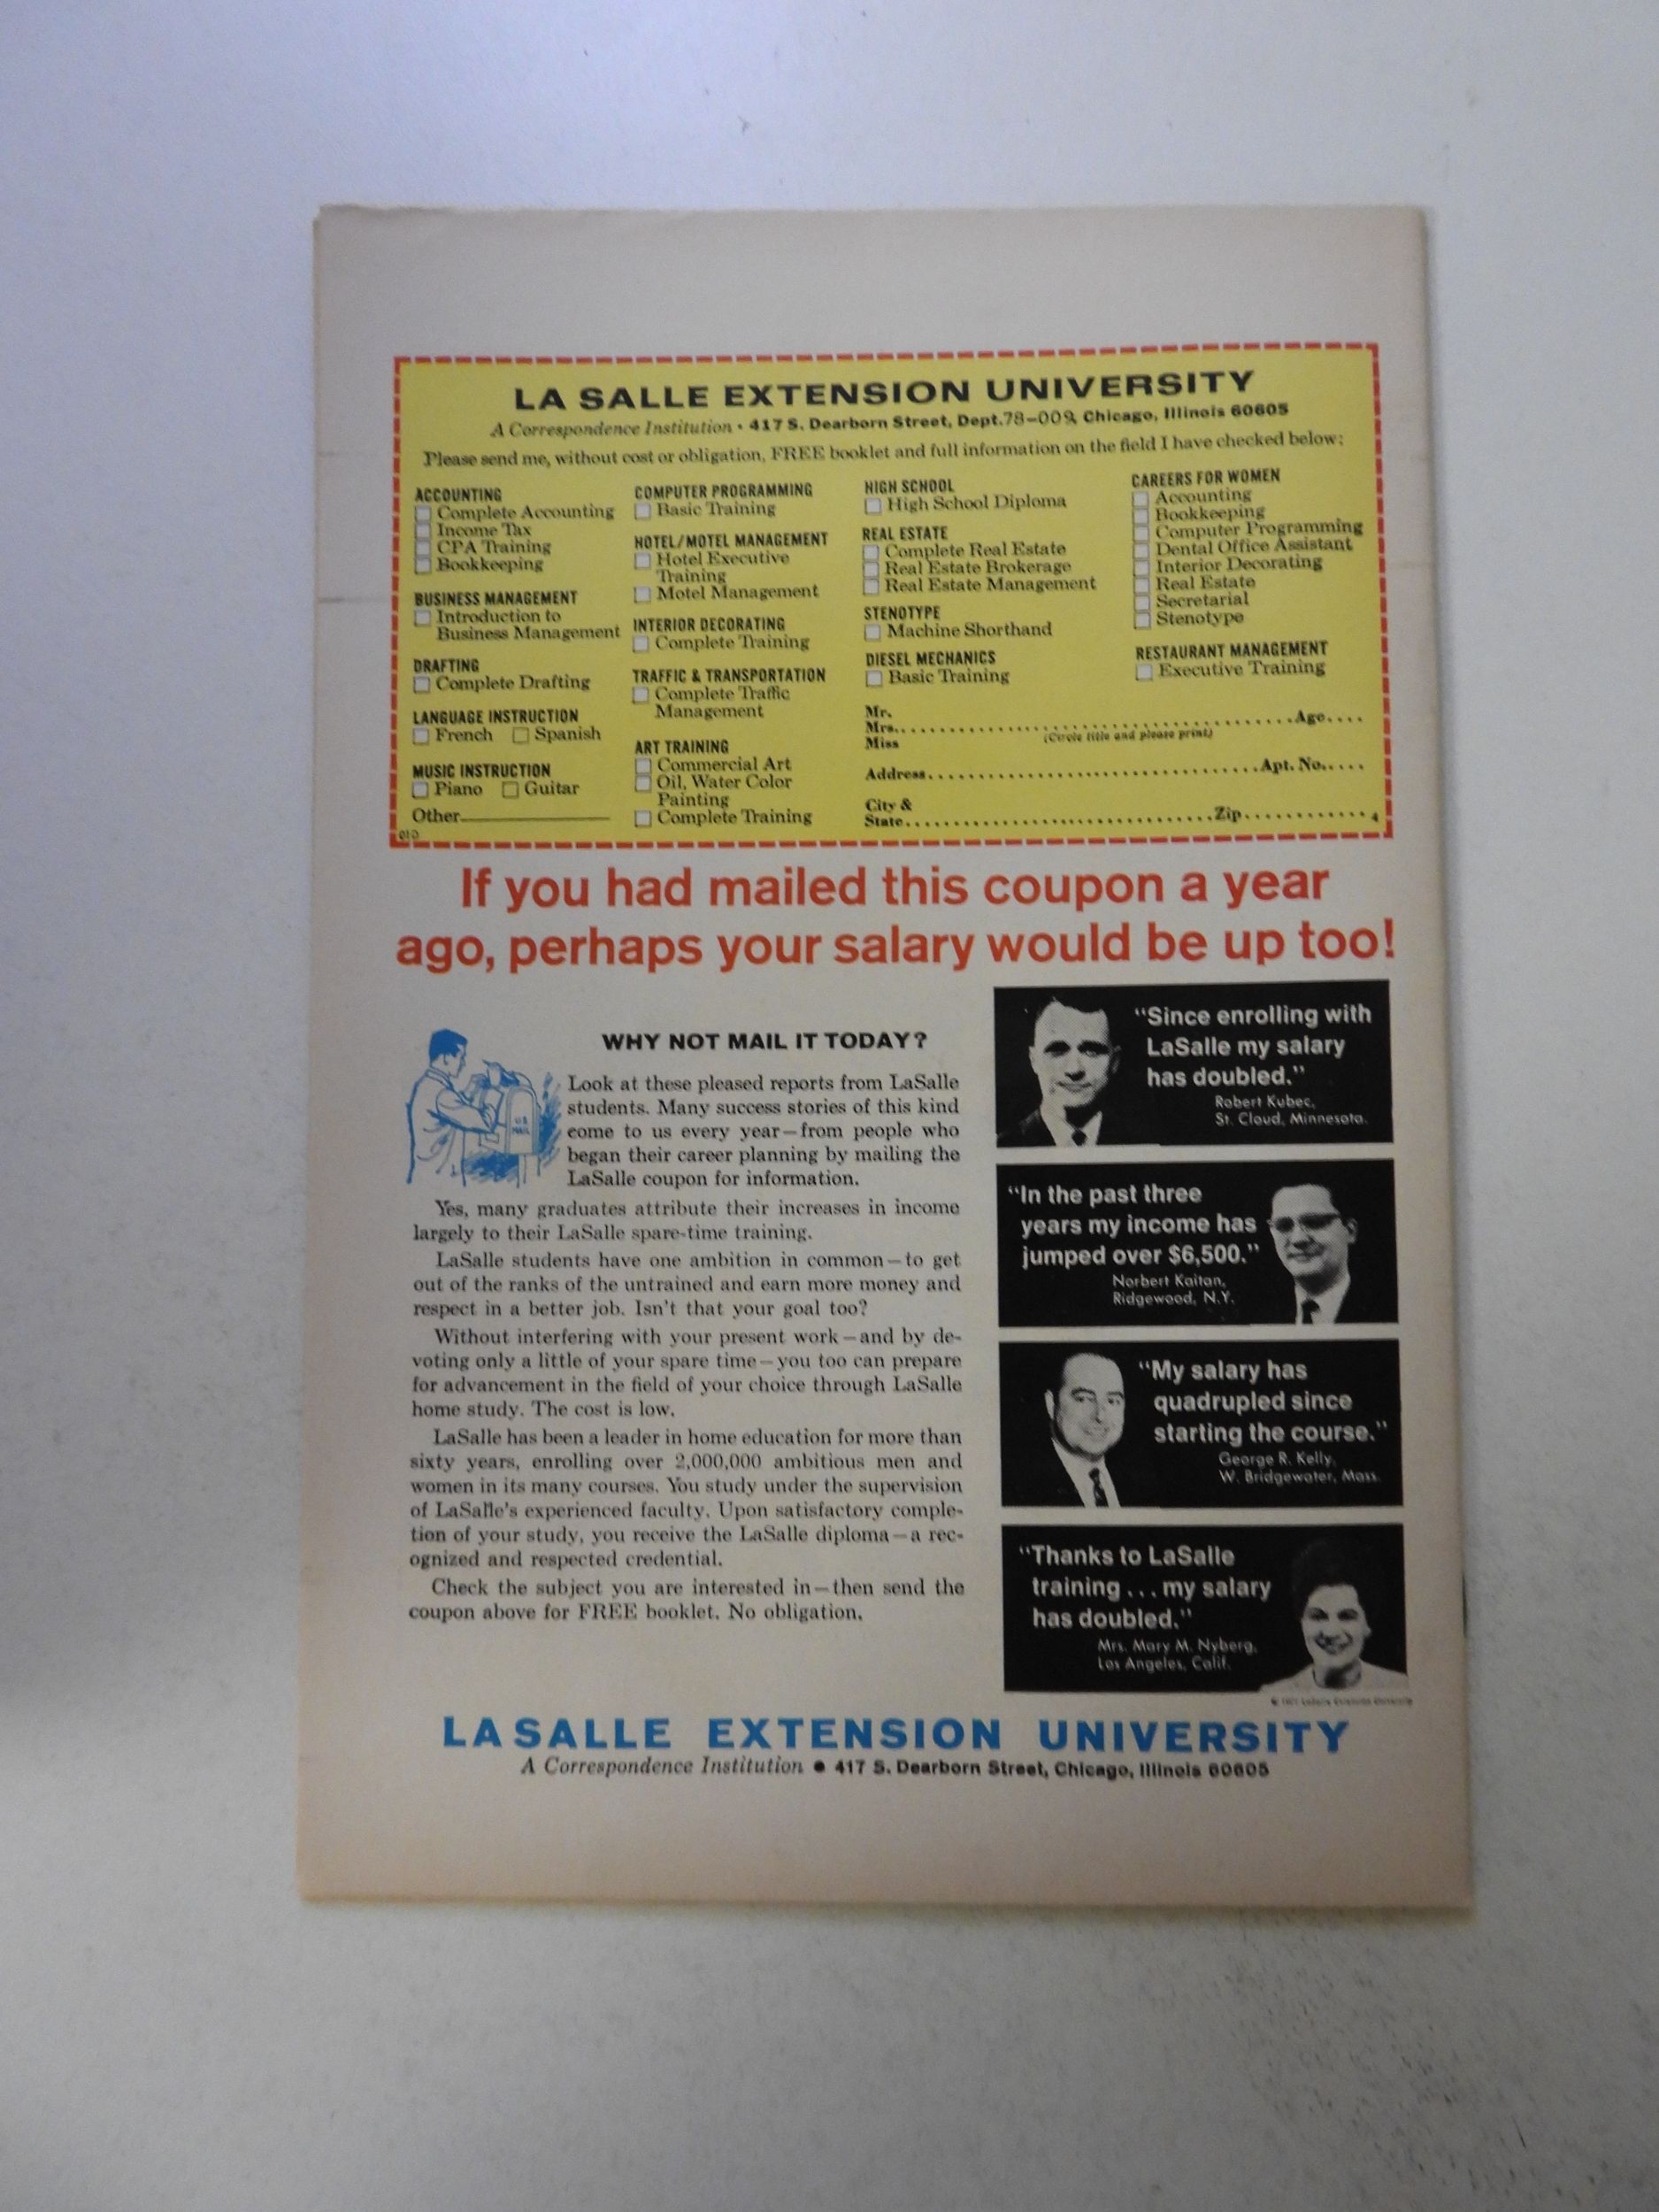 LA SALLE EXTENSION UNIVERSITY
A Correspondence Institution • 417 S. Dearborn Street, Dept. 78-009, Chicago, Illinois 60605
Please send me, without cost or obligation, FREE booklet and full information on the field I have checked below:
ACCOUNTING
Complete Accounting
Income Tax
CPA Training
Bookkeeping
BUSINESS MANAGEMENT
Introduction to
Business Management
DRAFTING
Complete Drafting
LANGUAGE INSTRUCTION
French Spanish
MUSIC INSTRUCTION
Piano Guitar
Other
010
COMPUTER PROGRAMMING
Basic Training
HOTEL/MOTEL MANAGEMENT
Hotel Executive
Training
Motel Management
INTERIOR DECORATING
Complete Training
TRAFFIC & TRANSPORTATION
Complete Traffic
Management
ART TRAINING
Commercial Art
Oil, Water Color
Painting
Complete Training
HIGH SCHOOL
High School Diploma
REAL ESTATE
Complete Real Estate
Real Estate Brokerage
Real Estate Management
STENOTYPE
Machine Shorthand
DIESEL MECHANICS
Basic Training
CAREERS FOR WOMEN
Accounting
Bookkeeping
Computer Programming
Dental Office Assistant
Interior Decorating
Real Estate
Secretarial
Stenotype
RESTAURANT MANAGEMENT
Executive Training
Mr.
Mrs. Age
Miss (Circle title and please print)
Address Apt. No.
City &
State Zip 4
If you had mailed this coupon a year
ago, perhaps your salary would be up too!
WHY NOT MAIL IT TODAY?
U.S.
MAIL
Look at these pleased reports from LaSalle
students. Many success stories of this kind
come to us every year—from people who
began their career planning by mailing the
LaSalle coupon for information.
Yes, many graduates attribute their increases in income
largely to their LaSalle spare-time training.
LaSalle students have one ambition in common—to get
out of the ranks of the untrained and earn more money and
respect in a better job. Isn't that your goal too?
Without interfering with your present work—and by de-
voting only a little of your spare time—you too can prepare
for advancement in the field of your choice through LaSalle
home study. The cost is low.
LaSalle has been a leader in home education for more than
sixty years, enrolling over 2,000,000 ambitious men and
women in its many courses. You study under the supervision
of LaSalle's experienced faculty. Upon satisfactory comple-
tion of your study, you receive the LaSalle diploma—a rec-
ognized and respected credential.
Check the subject you are interested in—then send the
coupon above for FREE booklet. No obligation.
"Since enrolling with
LaSalle my salary
has doubled."
Robert Kubec,
St. Cloud, Minnesota.
"In the past three
years my income has
jumped over $6,500."
Norbert Kaitan,
Ridgewood, N.Y.
"My salary has
quadrupled since
starting the course."
George R. Kelly,
W. Bridgewater, Mass.
"Thanks to LaSalle
training... my salary
has doubled."
Mrs. Mary M. Nyberg,
Los Angeles, Calif.
© 1971 LaSalle Extension University
LA SALLE EXTENSION UNIVERSITY
A Correspondence Institution • 417 S. Dearborn Street, Chicago, Illinois 60605